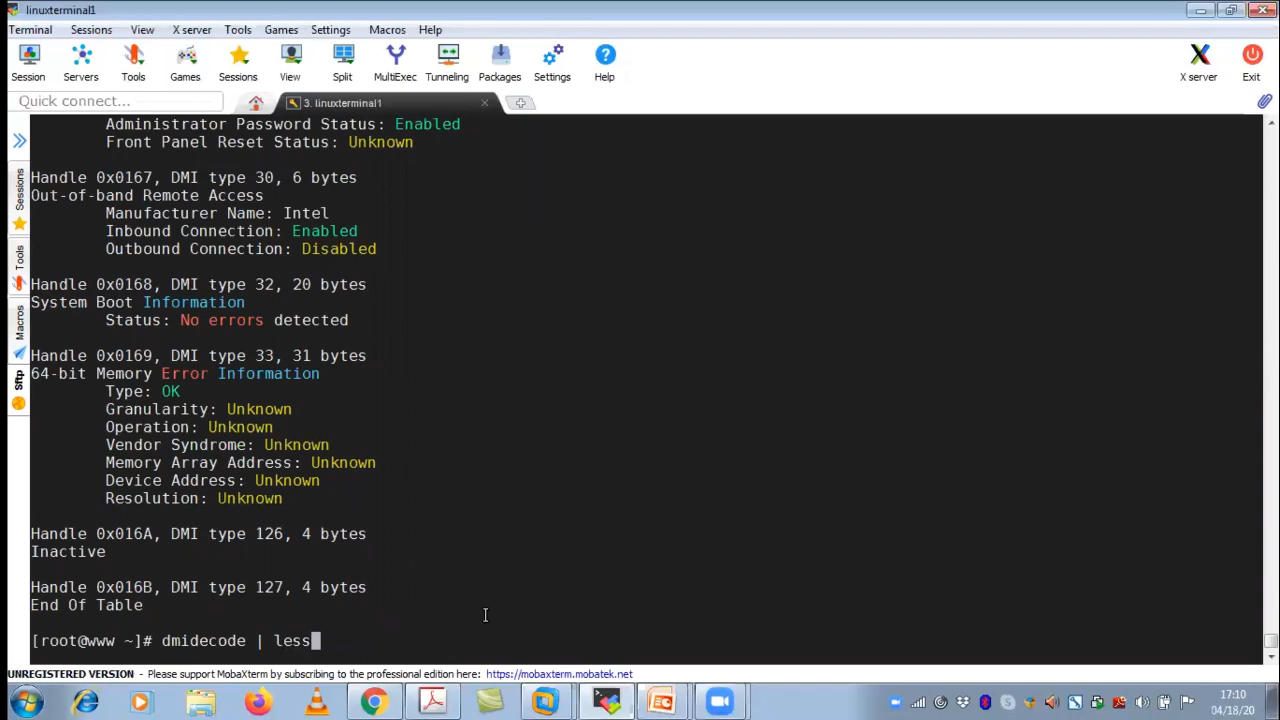 linuxterminal1
Terminal Sessions View X server Tools Games Settings Macros Help
Session Servers Tools Games Sessions View Split MultiExec Tunneling Packages Settings Help X server Exit
Quick connect...
3. linuxterminal1
Sessions
Tools
Macros
Sftp
Administrator Password Status: Enabled
Front Panel Reset Status: Unknown
Handle 0x0167, DMI type 30, 6 bytes
Out-of-band Remote Access
Manufacturer Name: Intel
Inbound Connection: Enabled
Outbound Connection: Disabled
Handle 0x0168, DMI type 32, 20 bytes
System Boot Information
Status: No errors detected
Handle 0x0169, DMI type 33, 31 bytes
64-bit Memory Error Information
Type: OK
Granularity: Unknown
Operation: Unknown
Vendor Syndrome: Unknown
Memory Array Address: Unknown
Device Address: Unknown
Resolution: Unknown
Handle 0x016A, DMI type 126, 4 bytes
Inactive
Handle 0x016B, DMI type 127, 4 bytes
End Of Table
[root@www ~]# dmidecode | less
UNREGISTERED VERSION - Please support MobaXterm by subscribing to the professional edition here: https://mobaxterm.mobatek.net
17:10
04/18/20